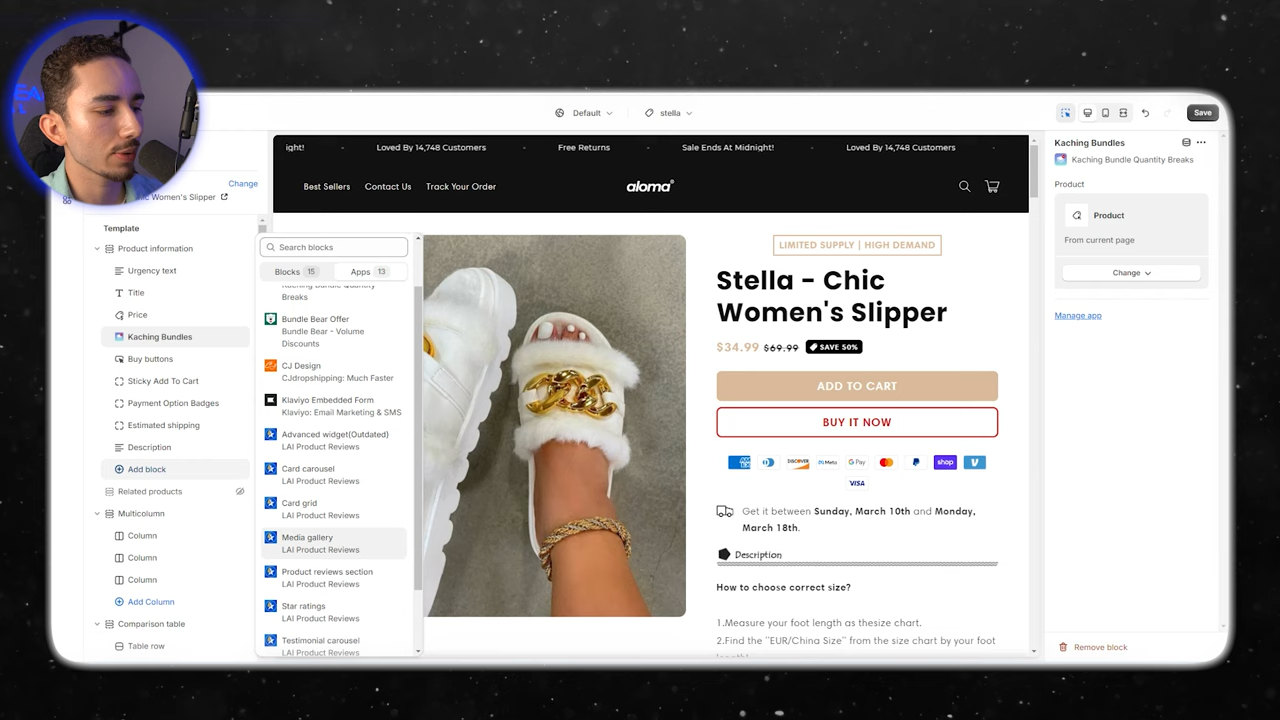 Default
stella
Save
Change
Women's Slipper
Template
Product information
Urgency text
Title
Price
Kaching Bundles
Buy buttons
Sticky Add To Cart
Payment Option Badges
Estimated shipping
Description
Add block
Related products
Multicolumn
Column
Column
Column
Add Column
Comparison table
Table row
Search blocks
Blocks 15
Apps 13
Kaching Bundle Quantity
Breaks
Bundle Bear Offer
Bundle Bear - Volume
Discounts
CJ Design
CJdropshipping: Much Faster
Klaviyo Embedded Form
Klaviyo: Email Marketing & SMS
Advanced widget(Outdated)
LAI Product Reviews
Card carousel
LAI Product Reviews
Card grid
LAI Product Reviews
Media gallery
LAI Product Reviews
Product reviews section
LAI Product Reviews
Star ratings
LAI Product Reviews
Testimonial carousel
LAI Product Reviews
ight! - Loved By 14,748 Customers - Free Returns - Sale Ends At Midnight! - Loved By 14,748 Customers -
Best Sellers Contact Us Track Your Order
aloma
LIMITED SUPPLY | HIGH DEMAND
Stella - Chic
Women's Slipper
$34.99 $69.99 SAVE 50%
ADD TO CART
BUY IT NOW
DISCOVER Meta G Pay shop
VISA
Get it between Sunday, March 10th and Monday,
March 18th.
Description
How to choose correct size?
1.Measure your foot length as thesize chart.
2.Find the "EUR/China Size" from the size chart by your foot
Kaching Bundles
Kaching Bundle Quantity Breaks
Product
Product
From current page
Change
Manage app
Remove block